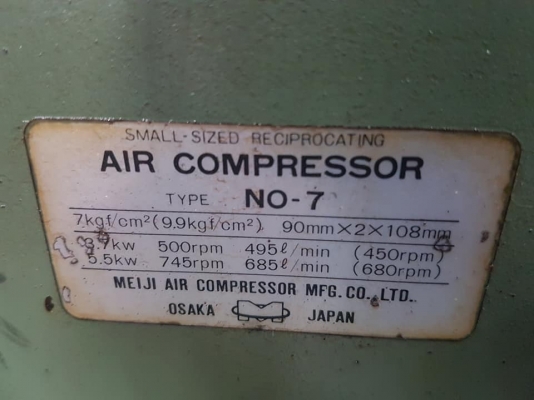 SMALL-SIZED RECIPROCATING
AIR COMPRESSOR
TYPE NO-7
7kgf/cm² (9.9kgf/cm²) 90mm×2×108mm
3.7kw 500rpm 495ℓ/min (450rpm)
5.5kw 745rpm 685ℓ/min (680rpm)
MEIJI AIR COMPRESSOR MFG. CO., LTD.
OSAKA JAPAN